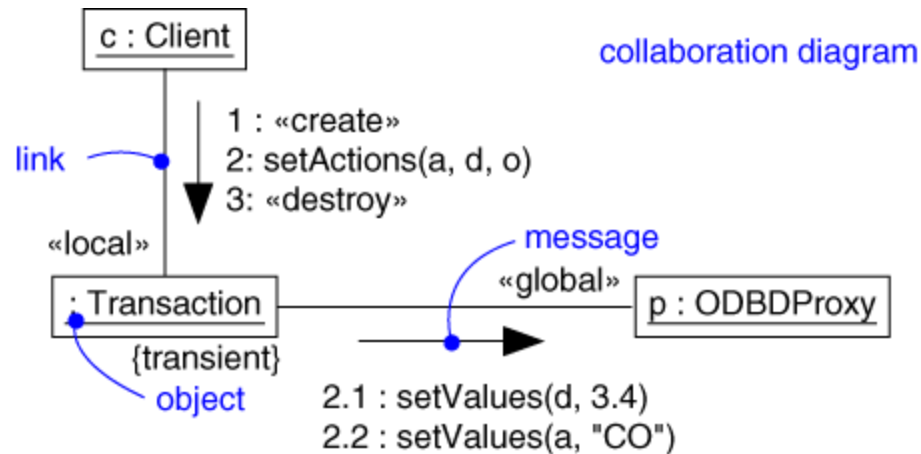 c : Client
collaboration diagram
1 : «create»
link
2: setActions(a, d, o)
3: «destroy»
«local»
message
«global»
: Transaction
p : ODBDProxy
{transient}
object
2.1 : setValues(d, 3.4)
2.2 : setValues(a, "CO")